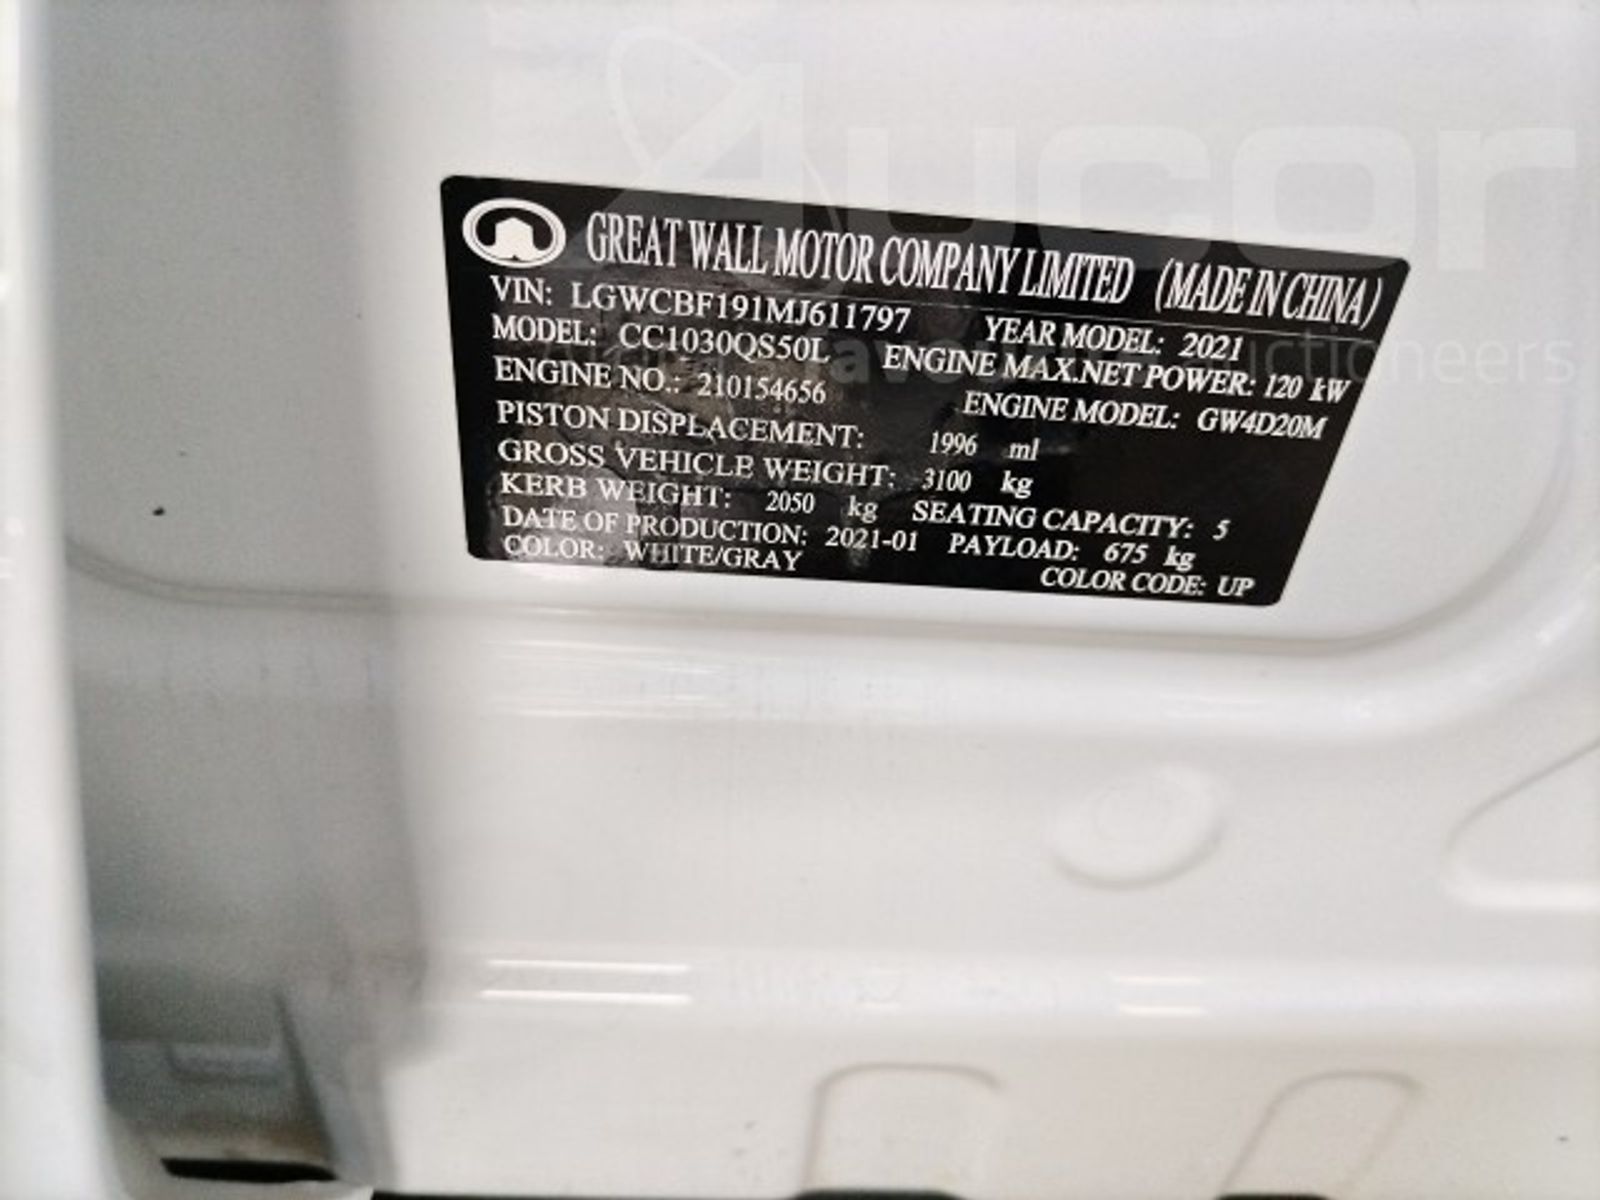 Aucor
GREAT WALL MOTOR COMPANY LIMITED (MADE IN CHINA)
VIN: LGWCBF191MJ611797 YEAR MODEL: 2021
MODEL: CC1030QS50L ENGINE MAX.NET POWER: 120 kW
ENGINE NO.: 210154656 ENGINE MODEL: GW4D20M
PISTON DISPLACEMENT: 1996 ml
GROSS VEHICLE WEIGHT: 3100 kg
KERB WEIGHT: 2050 kg SEATING CAPACITY: 5
DATE OF PRODUCTION: 2021-01 PAYLOAD: 675 kg
COLOR: WHITE/GRAY COLOR CODE: UP